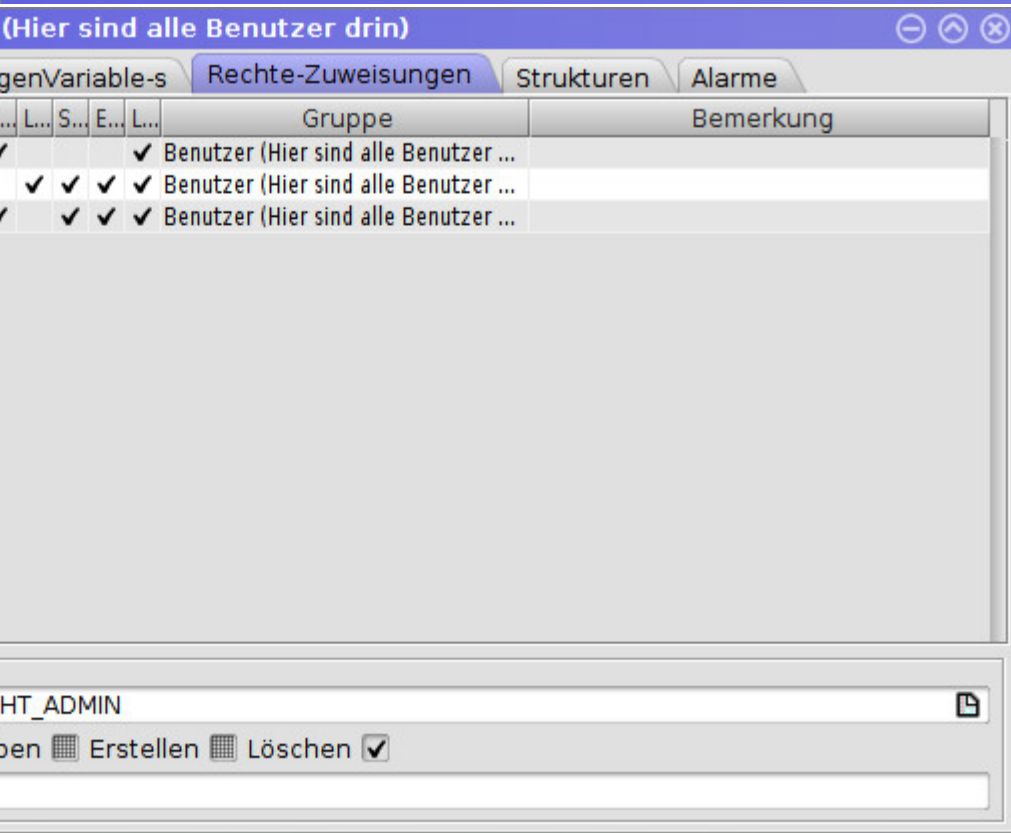 (Hier sind alle Benutzer drin)
genVariable-s Rechte-Zuweisungen Strukturen Alarme
... L... S... E... L... Gruppe Bemerkung
Benutzer (Hier sind alle Benutzer ...
Benutzer (Hier sind alle Benutzer ...
Benutzer (Hier sind alle Benutzer ...
HT_ADMIN
ben Erstellen Löschen